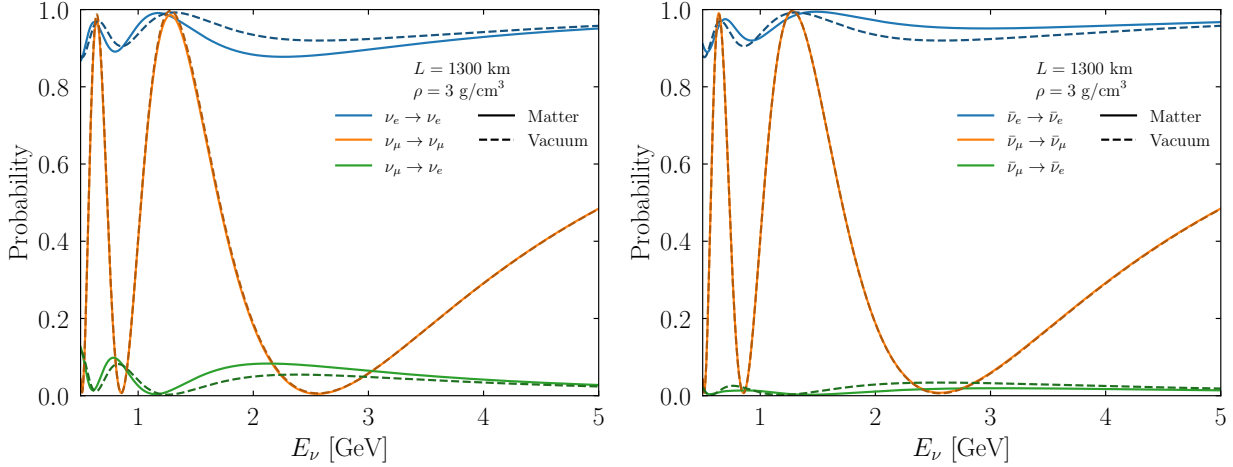 1.0
0.8
0.6
0.4
0.2
0.0
Probability
L = 1300 km
ρ = 3 g/cm³
νe → νe
νμ → νμ
νμ → νe
Matter
Vacuum
1 2 3 4 5
Eν [GeV]
1.0
0.8
0.6
0.4
0.2
0.0
Probability
L = 1300 km
ρ = 3 g/cm³
ν̄e → ν̄e
ν̄μ → ν̄μ
ν̄μ → ν̄e
Matter
Vacuum
1 2 3 4 5
Eν [GeV]